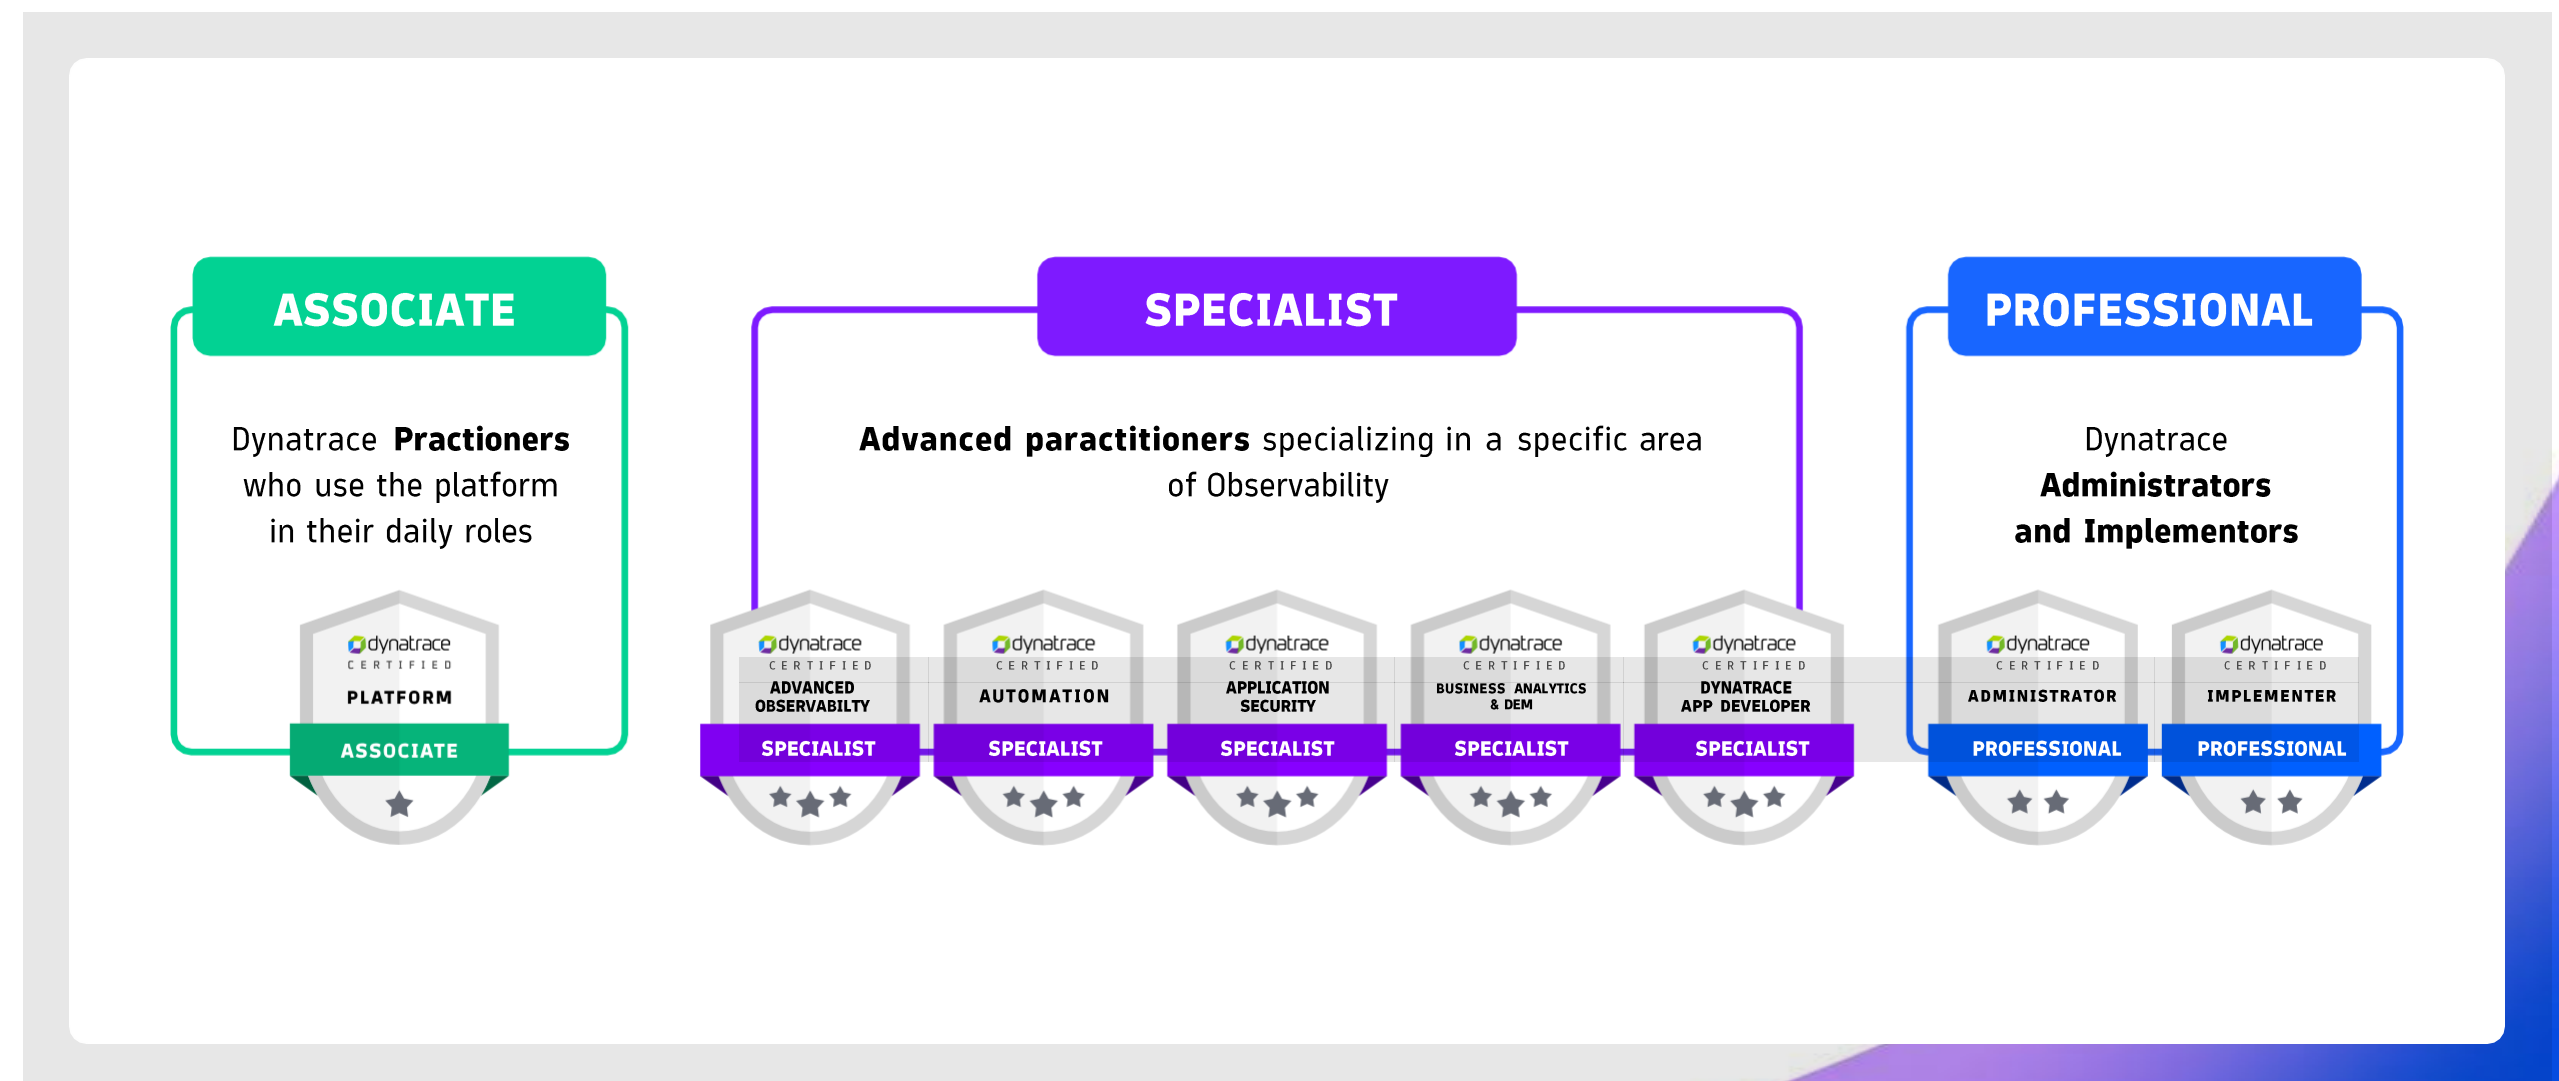 ASSOCIATE
Dynatrace Practioners
who use the platform
in their daily roles
dynatrace
CERTIFIED
PLATFORM
ASSOCIATE
SPECIALIST
Advanced paractitioners specializing in a specific area
of Observability
dynatrace
CERTIFIED
ADVANCED
OBSERVABILTY
SPECIALIST
dynatrace
CERTIFIED
AUTOMATION
SPECIALIST
dynatrace
CERTIFIED
APPLICATION
SECURITY
SPECIALIST
dynatrace
CERTIFIED
BUSINESS ANALYTICS
& DEM
SPECIALIST
dynatrace
CERTIFIED
DYNATRACE
APP DEVELOPER
SPECIALIST
PROFESSIONAL
Dynatrace
Administrators
and Implementors
dynatrace
CERTIFIED
ADMINISTRATOR
PROFESSIONAL
dynatrace
CERTIFIED
IMPLEMENTER
PROFESSIONAL